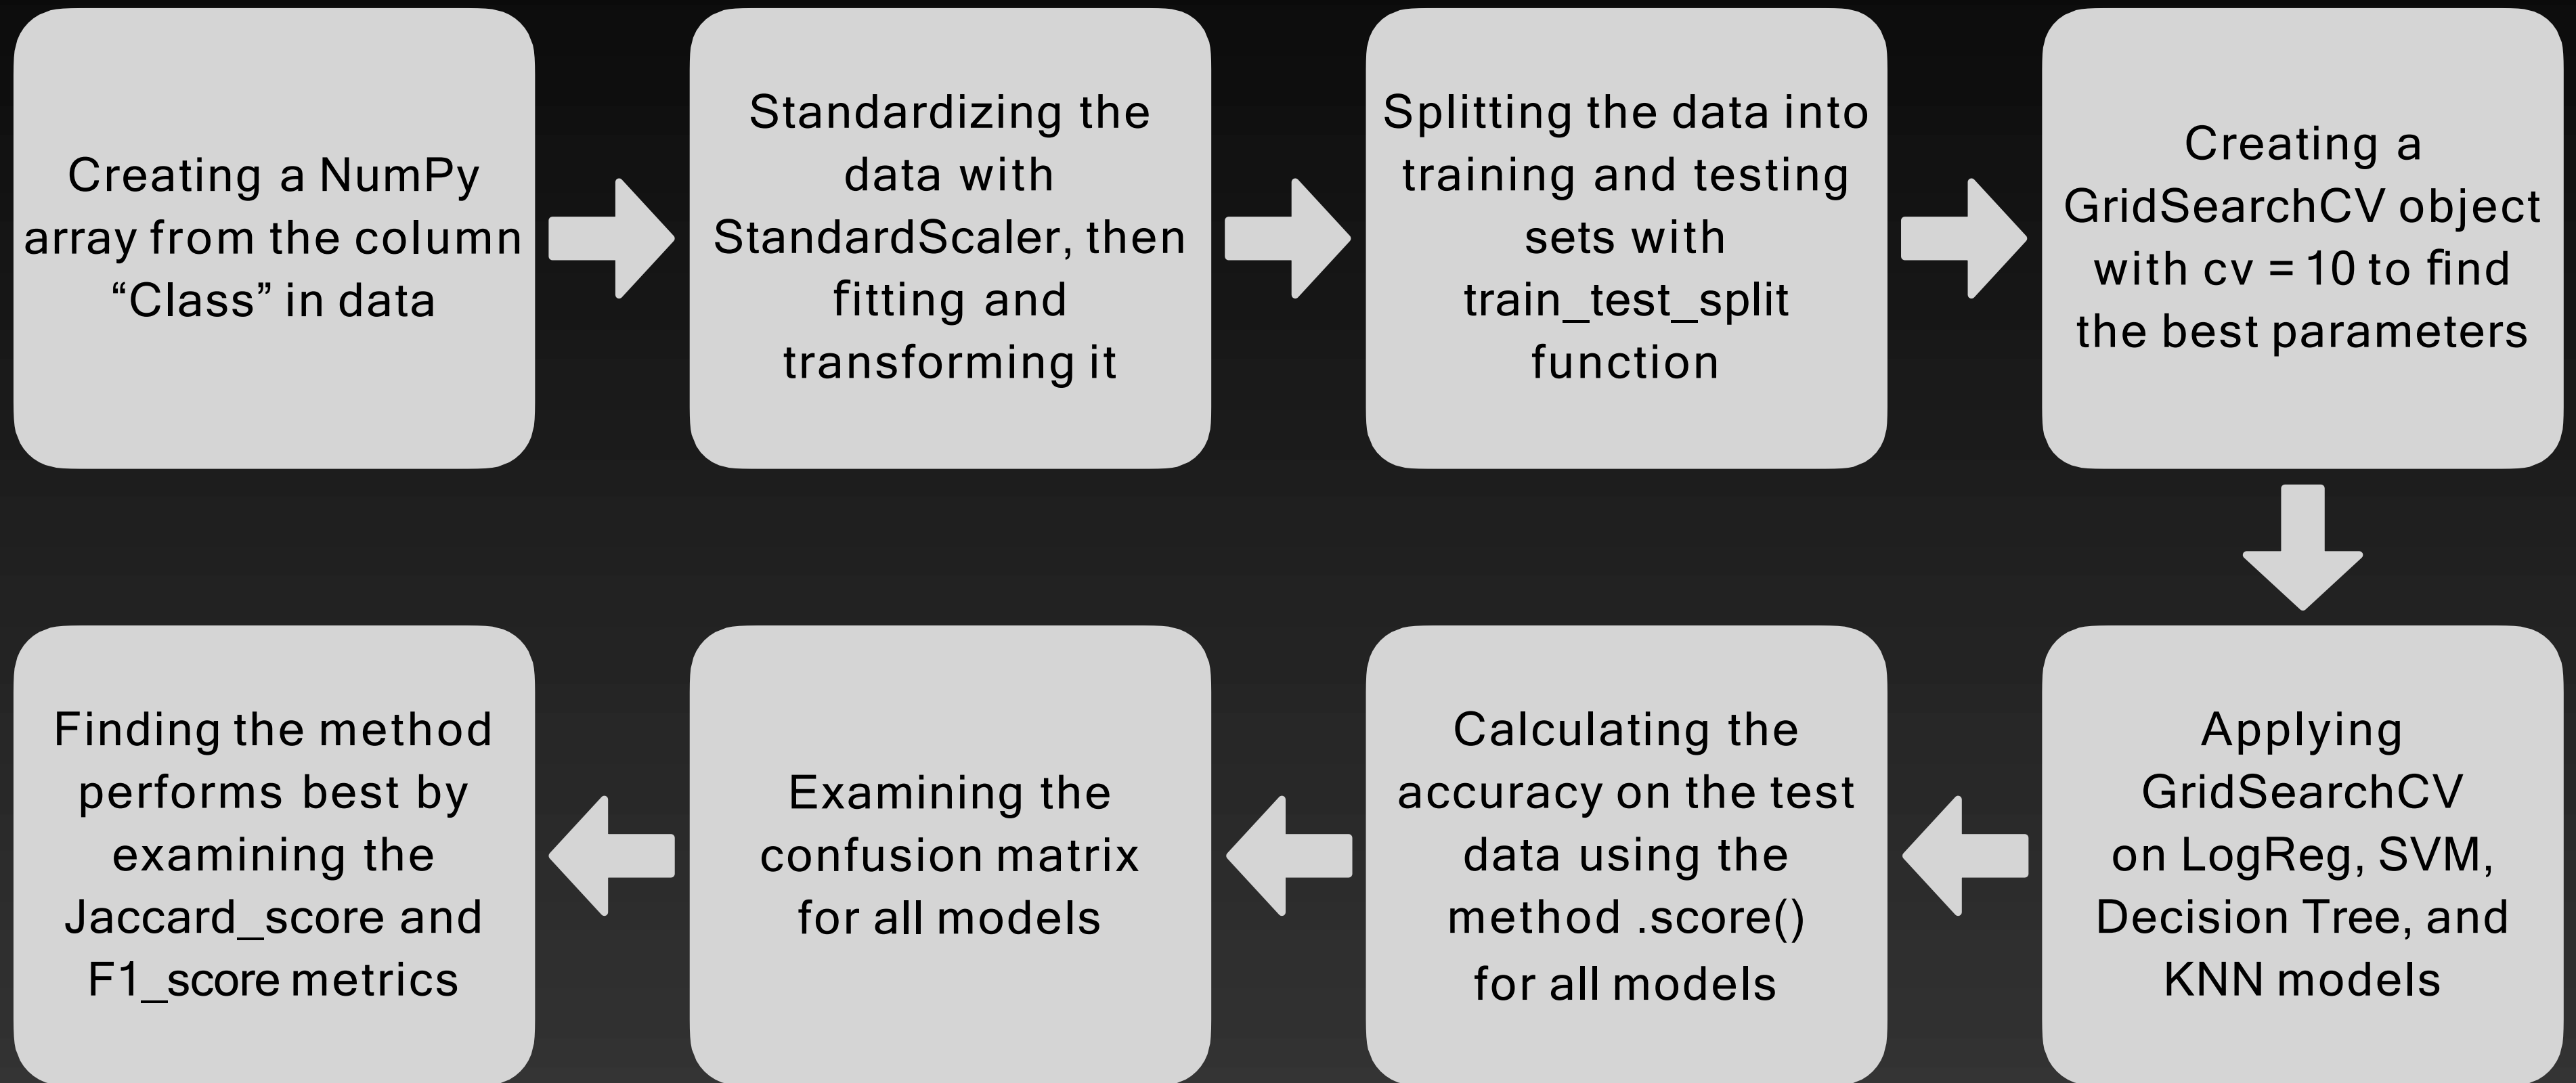 Creating a NumPy
array from the column
“Class” in data
Standardizing the
data with
StandardScaler, then
fitting and
transforming it
Splitting the data into
training and testing
sets with
train_test_split
function
Creating a
GridSearchCV object
with cv = 10 to find
the best parameters
Applying
GridSearchCV
on LogReg, SVM,
Decision Tree, and
KNN models
Calculating the
accuracy on the test
data using the
method .score()
for all models
Examining the
confusion matrix
for all models
Finding the method
performs best by
examining the
Jaccard_score and
F1_score metrics